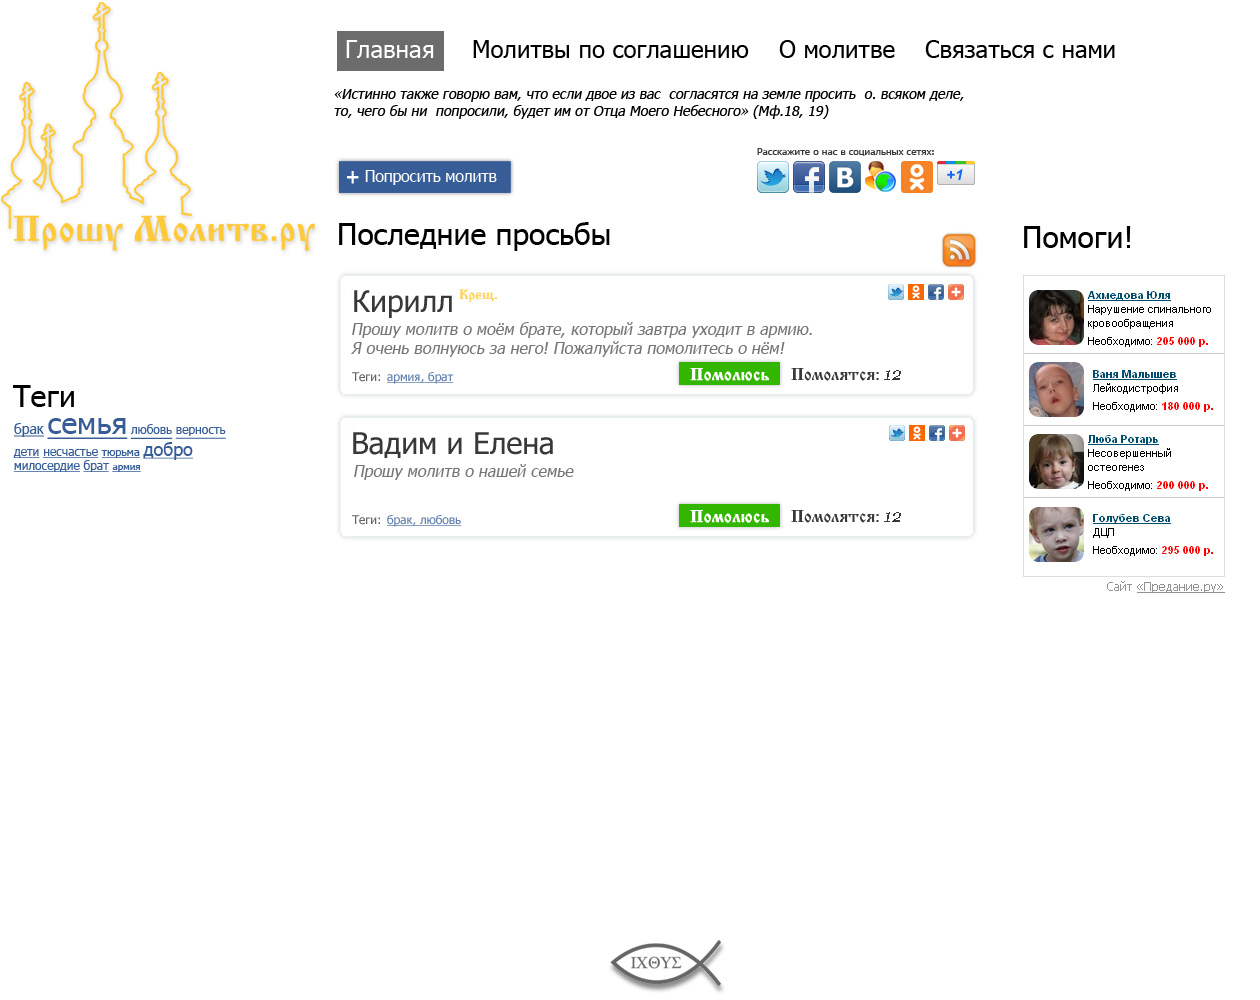 Главная Молитвы по соглашению О молитве Связаться с нами
«Истинно также говорю вам, что если двое из вас согласятся на земле просить о. всяком деле,
то, чего бы ни попросили, будет им от Отца Моего Небесного» (Мф.18, 19)
Расскажите о нас в социальных сетях:
+ Попросить молитв
f B +1
Прошу Молитв.ру
Последние просьбы
Помоги!
Кирилл Крещ.
Прошу молитв о моём брате, который завтра уходит в армию.
Я очень волнуюсь за него! Пожалуйста помолитесь о нём!
Теги: армия, брат
Помолюсь Помолятся: 12
Вадим и Елена
Прошу молитв о нашей семье
Теги: брак, любовь
Помолюсь Помолятся: 12
Теги
брак семья любовь верность
дети несчастье тюрьма добро
милосердие брат армия
Ахмедова Юля
Нарушение спинального
кровообращения
Необходимо: 205 000 р.
Ваня Малышев
Лейкодистрофия
Необходимо: 180 000 р.
Люба Ротарь
Несовершенный
остеогенез
Необходимо: 200 000 р.
Голубев Сева
ДЦП
Необходимо: 295 000 р.
Сайт «Предание.ру»
ΙΧΘΥΣ